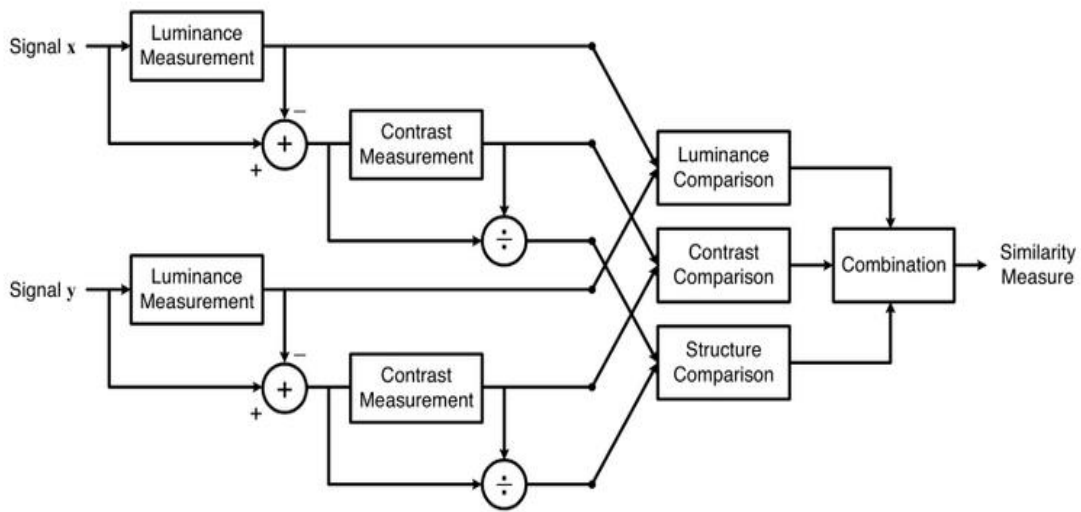 Signal x
Luminance
Measurement
−
+
+
Contrast
Measurement
÷
Signal y
Luminance
Measurement
−
+
+
Contrast
Measurement
÷
Luminance
Comparison
Contrast
Comparison
Structure
Comparison
Combination
Similarity
Measure